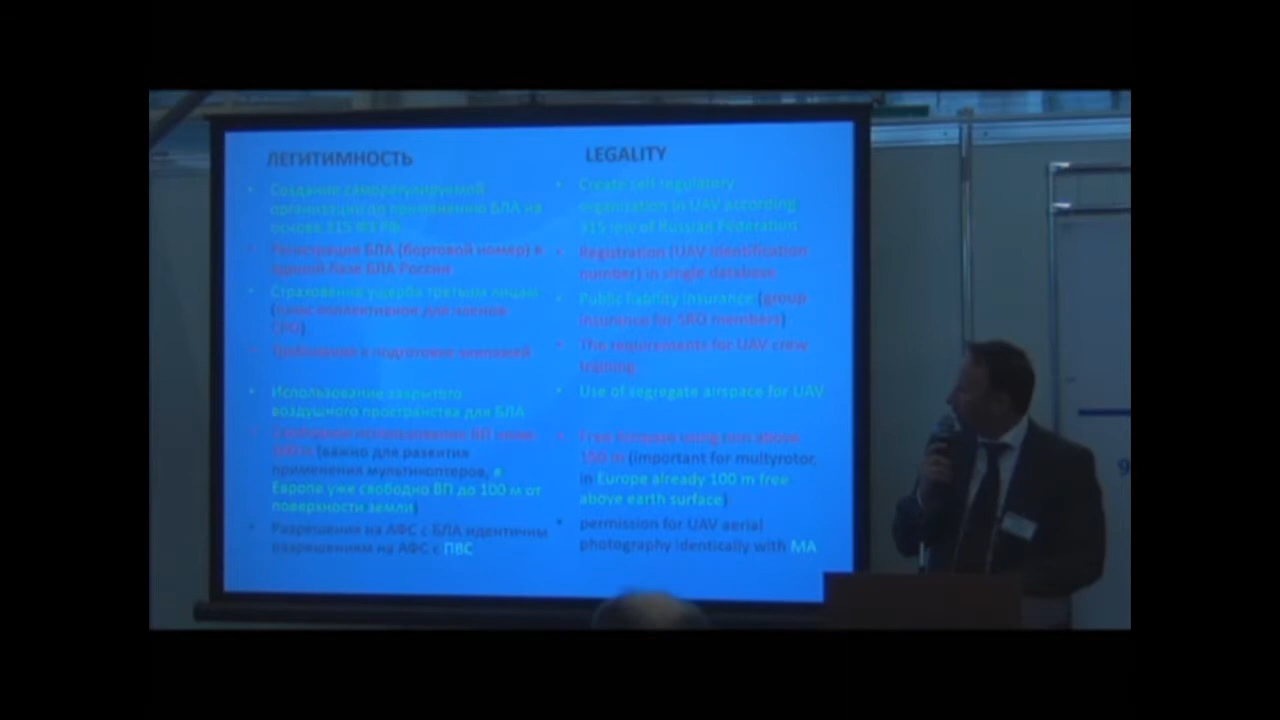 ЛЕГИТИМНОСТЬ
Создание саморегулируемой
организации по применению БЛА на
основе 315 ФЗ РФ
Регистрация БЛА (бортовой номер) в
единой базе БЛА России
Страхование ущерба третьим лицам
(полис коллективной для членов
СРО)
Требования к подготовке экипажей
Использование закрытого
воздушного пространства для БЛА
Свободное использование ВП ниже
(важно для развития
применения мультикоптеров, в
Европе уже свободно ВП до 100 м от
поверхности земли)
Разрешения на АФС с БЛА идентичны
разрешениям на АФС с ПВС
LEGALITY
Create self regulatory
organization in UAV according
315 low of Russian Federation
Registration (UAV identification
number) in single database
Public liability insurance (group
insurance for SRO members)
The requirements for UAV crew
training
Use of segregate airspace for UAV
Free Airspase using
(important for multyrotor,
in Europe already 100 m free
above earth surface)
permission for UAV aerial
photography identically with MA
9